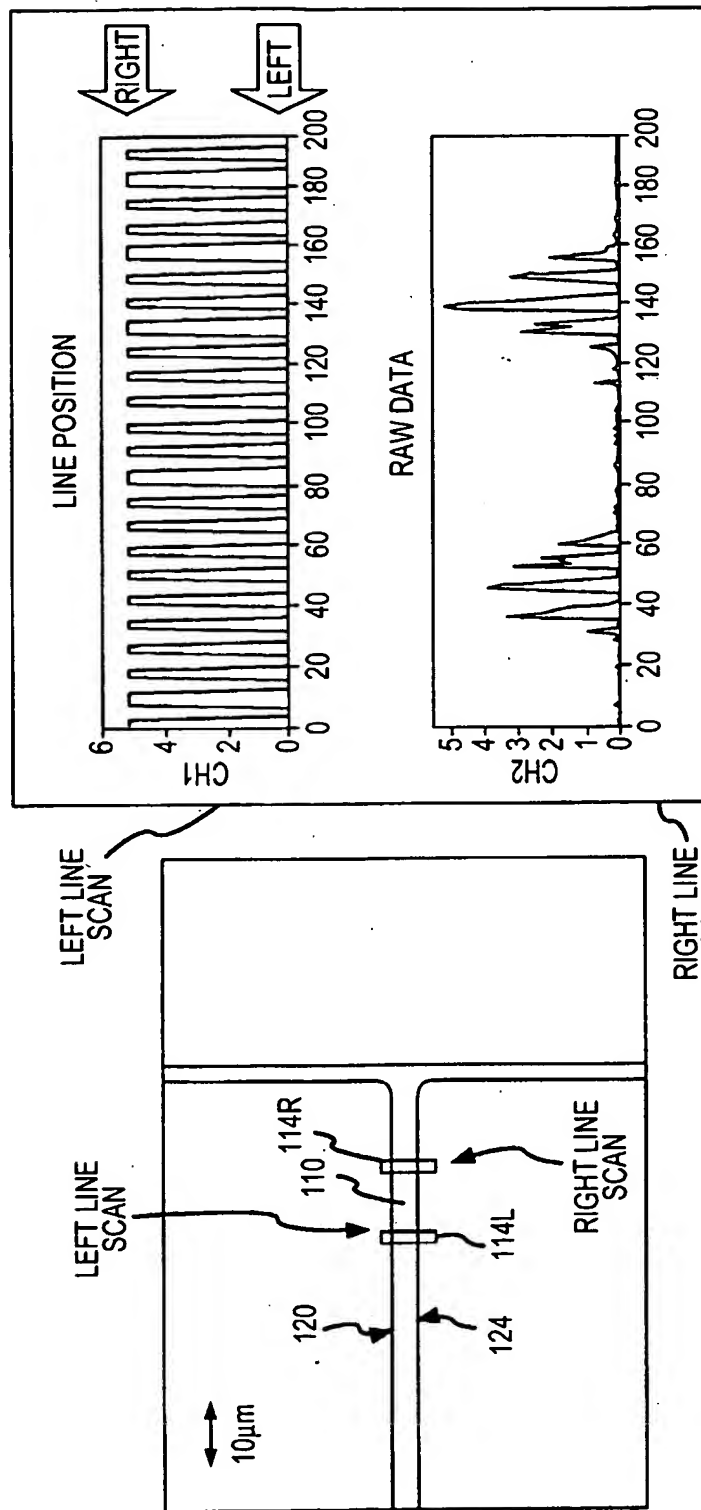 10μm
120
124
LEFT LINE
SCAN
110
114R
114L
RIGHT LINE
SCAN
LEFT LINE
SCAN
RIGHT LINE
LINE POSITION
RIGHT
LEFT
CH1
6
4
2
0
0 20 40 60 80 100 120 140 160 180 200
RAW DATA
CH2
5
4
3
2
1
0
0 20 40 60 80 100 120 140 160 180 200